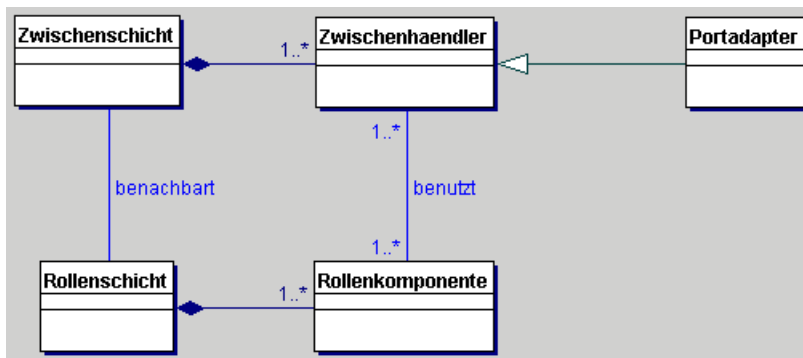 Zwischenschicht
1..*
Zwischenhaendler
Portadapter
1..*
benachbart
benutzt
1..*
Rollenschicht
1..*
Rollenkomponente